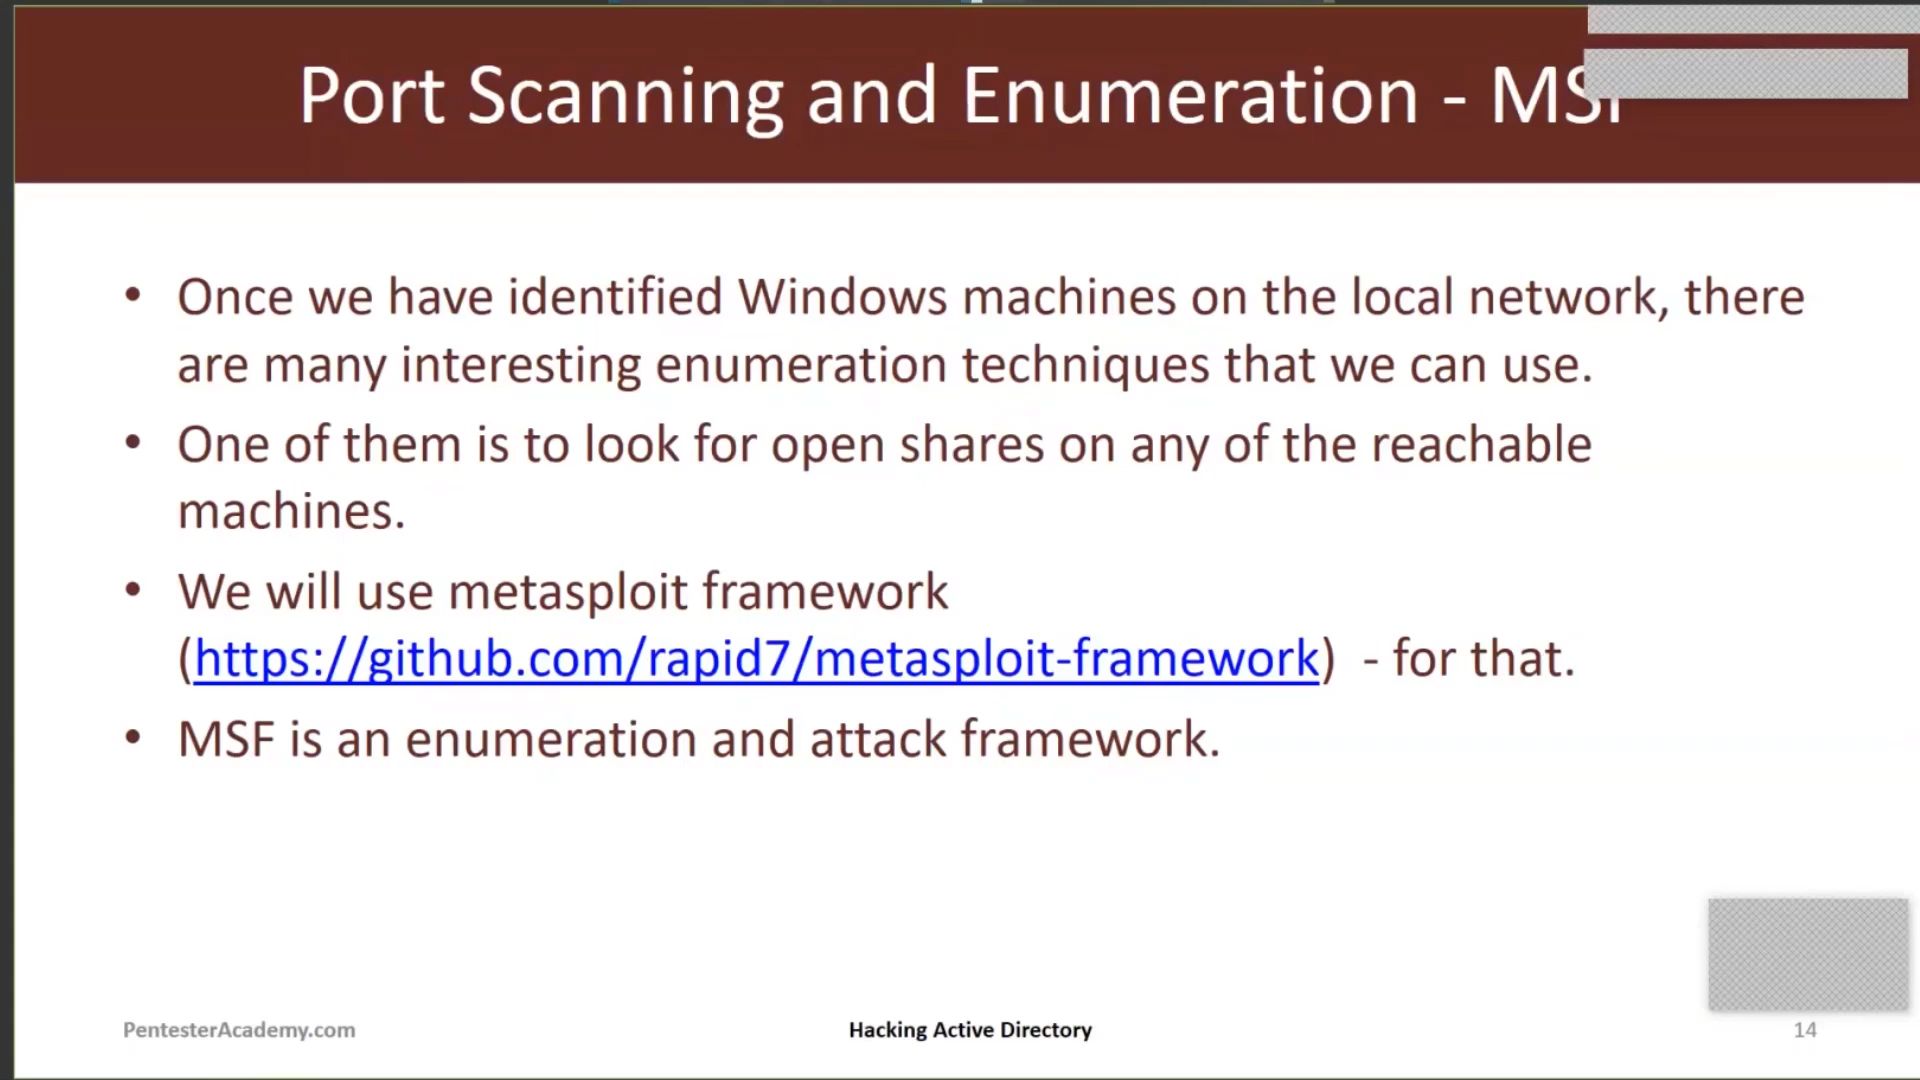 Port Scanning and Enumeration - MSF
• Once we have identified Windows machines on the local network, there
are many interesting enumeration techniques that we can use.
• One of them is to look for open shares on any of the reachable
machines.
• We will use metasploit framework
(https://github.com/rapid7/metasploit-framework) - for that.
• MSF is an enumeration and attack framework.
PentesterAcademy.com
Hacking Active Directory
14